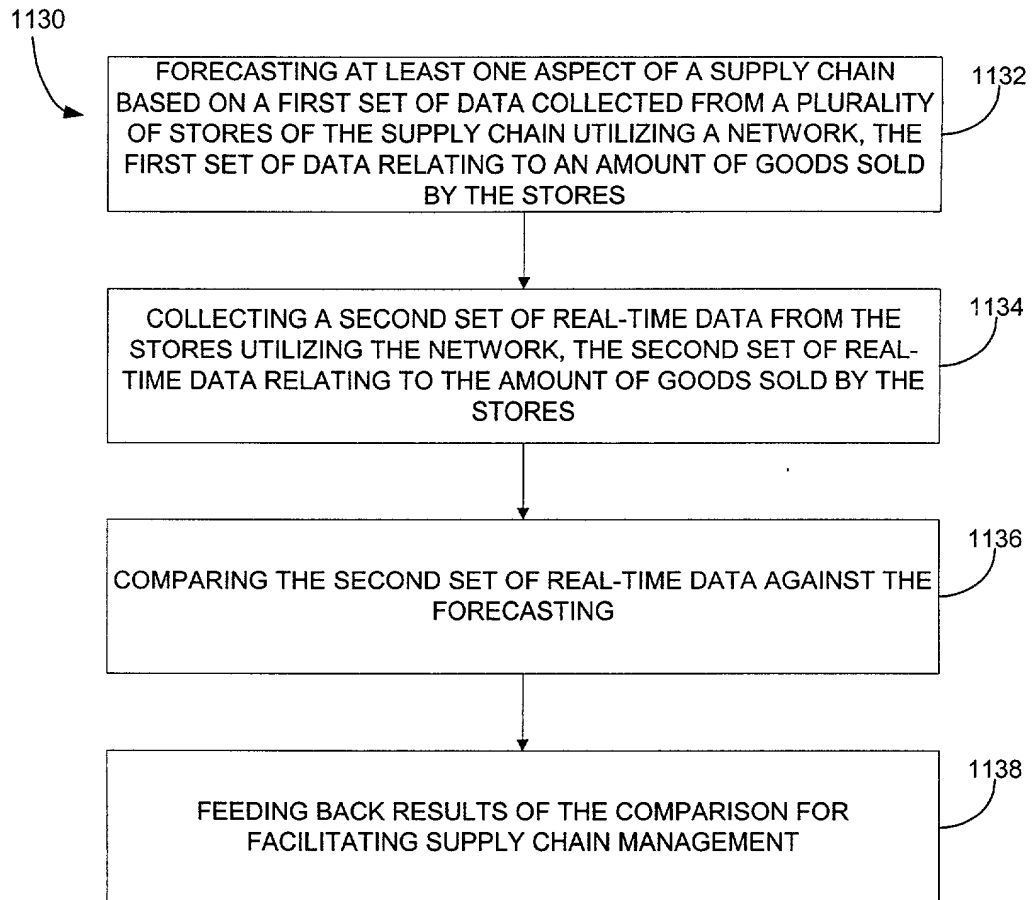 1130
FORECASTING AT LEAST ONE ASPECT OF A SUPPLY CHAIN
BASED ON A FIRST SET OF DATA COLLECTED FROM A PLURALITY
OF STORES OF THE SUPPLY CHAIN UTILIZING A NETWORK, THE
FIRST SET OF DATA RELATING TO AN AMOUNT OF GOODS SOLD
BY THE STORES
1132
COLLECTING A SECOND SET OF REAL-TIME DATA FROM THE
STORES UTILIZING THE NETWORK, THE SECOND SET OF REAL-
TIME DATA RELATING TO THE AMOUNT OF GOODS SOLD BY THE
STORES
1134
COMPARING THE SECOND SET OF REAL-TIME DATA AGAINST THE
FORECASTING
1136
FEEDING BACK RESULTS OF THE COMPARISON FOR
FACILITATING SUPPLY CHAIN MANAGEMENT
1138